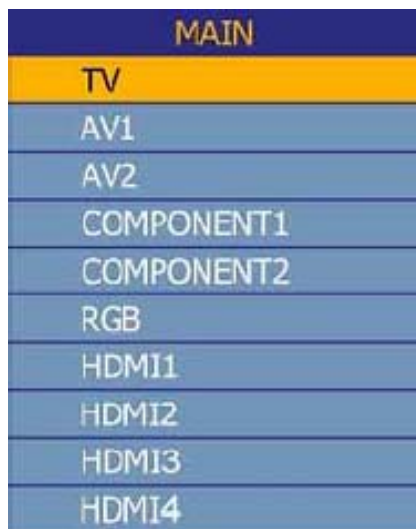 MAIN
TV
AV1
AV2
COMPONENT1
COMPONENT2
RGB
HDMI1
HDMI2
HDMI3
HDMI4